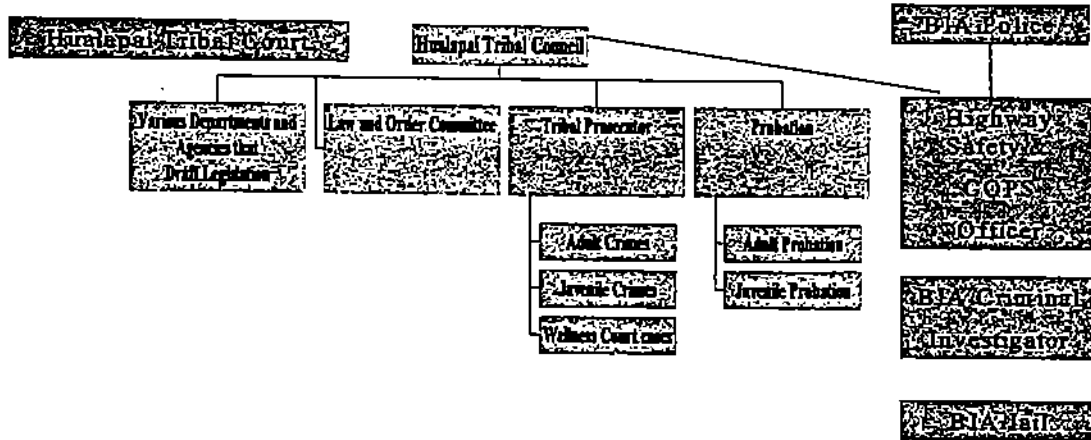 Hualapai Tribal Court
Hualapai Tribal Council
BIA Police
Various Departments and
Agencies that
Draft Legislation
Law and Order Committee
Tribal Prosecutor
Probation
Highway
Safety &
COPS
Officer
Adult Crimes
Juvenile Crimes
Wellness Court cases
Adult Probation
Juvenile Probation
BIA Criminal
Investigator
BIA Jail